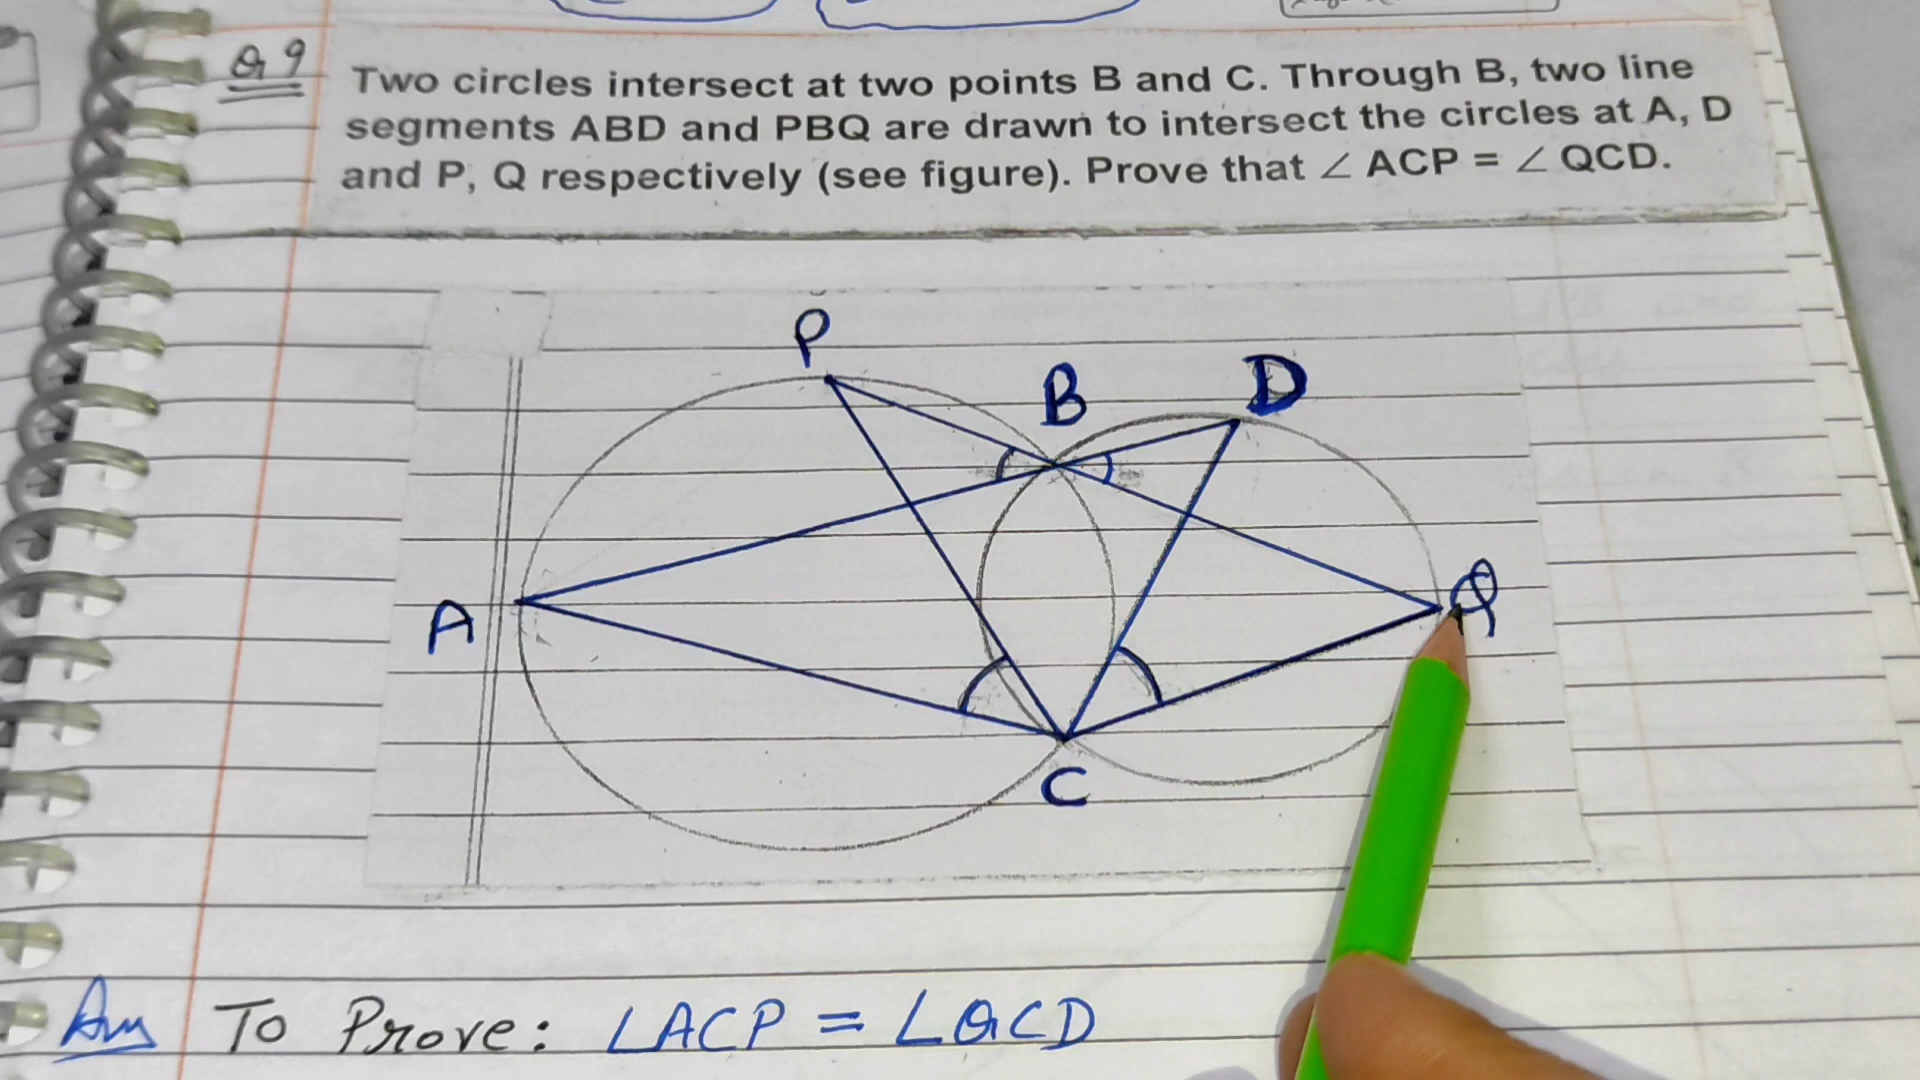 Q 9
Two circles intersect at two points B and C. Through B, two line
segments ABD and PBQ are drawn to intersect the circles at A, D
and P, Q respectively (see figure). Prove that ∠ ACP = ∠ QCD.
P
B
D
A
Q
C
Ans To Prove: ∠ACP = ∠QCD